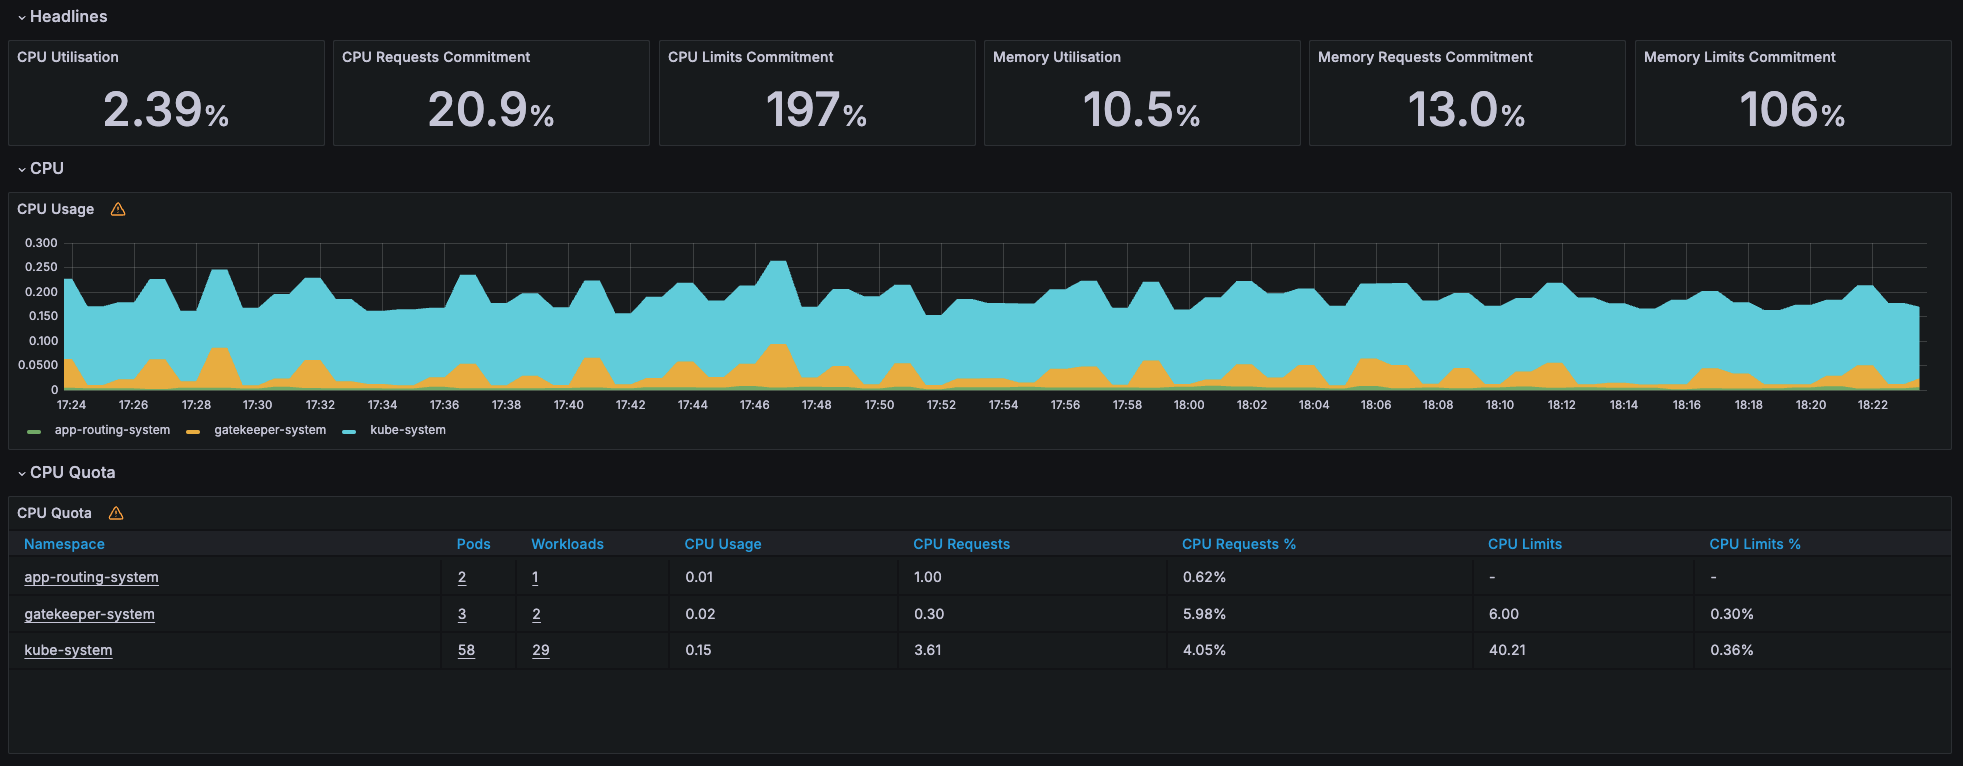 Headlines
CPU Utilisation CPU Requests Commitment CPU Limits Commitment Memory Utilisation Memory Requests Commitment Memory Limits Commitment
2.39% 20.9% 197% 10.5% 13.0% 106%
CPU
CPU Usage
0.300
0.250
0.200
0.150
0.100
0.0500
0
17:24 17:26 17:28 17:30 17:32 17:34 17:36 17:38 17:40 17:42 17:44 17:46 17:48 17:50 17:52 17:54 17:56 17:58 18:00 18:02 18:04 18:06 18:08 18:10 18:12 18:14 18:16 18:18 18:20 18:22
app-routing-system gatekeeper-system kube-system
CPU Quota
CPU Quota
Namespace Pods Workloads CPU Usage CPU Requests CPU Requests % CPU Limits CPU Limits %
app-routing-system 2 1 0.01 1.00 0.62% - -
gatekeeper-system 3 2 0.02 0.30 5.98% 6.00 0.30%
kube-system 58 29 0.15 3.61 4.05% 40.21 0.36%